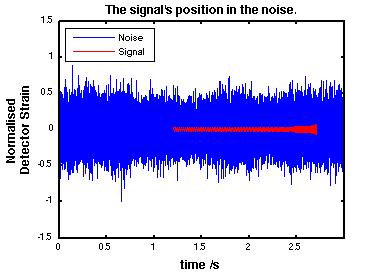 The signal's position in the noise.
1.5
Noise
Signal
1
0.5
0
-0.5
-1
-1.5
Normalised
Detector Strain
0
0.5
1
1.5
2
2.5
time /s